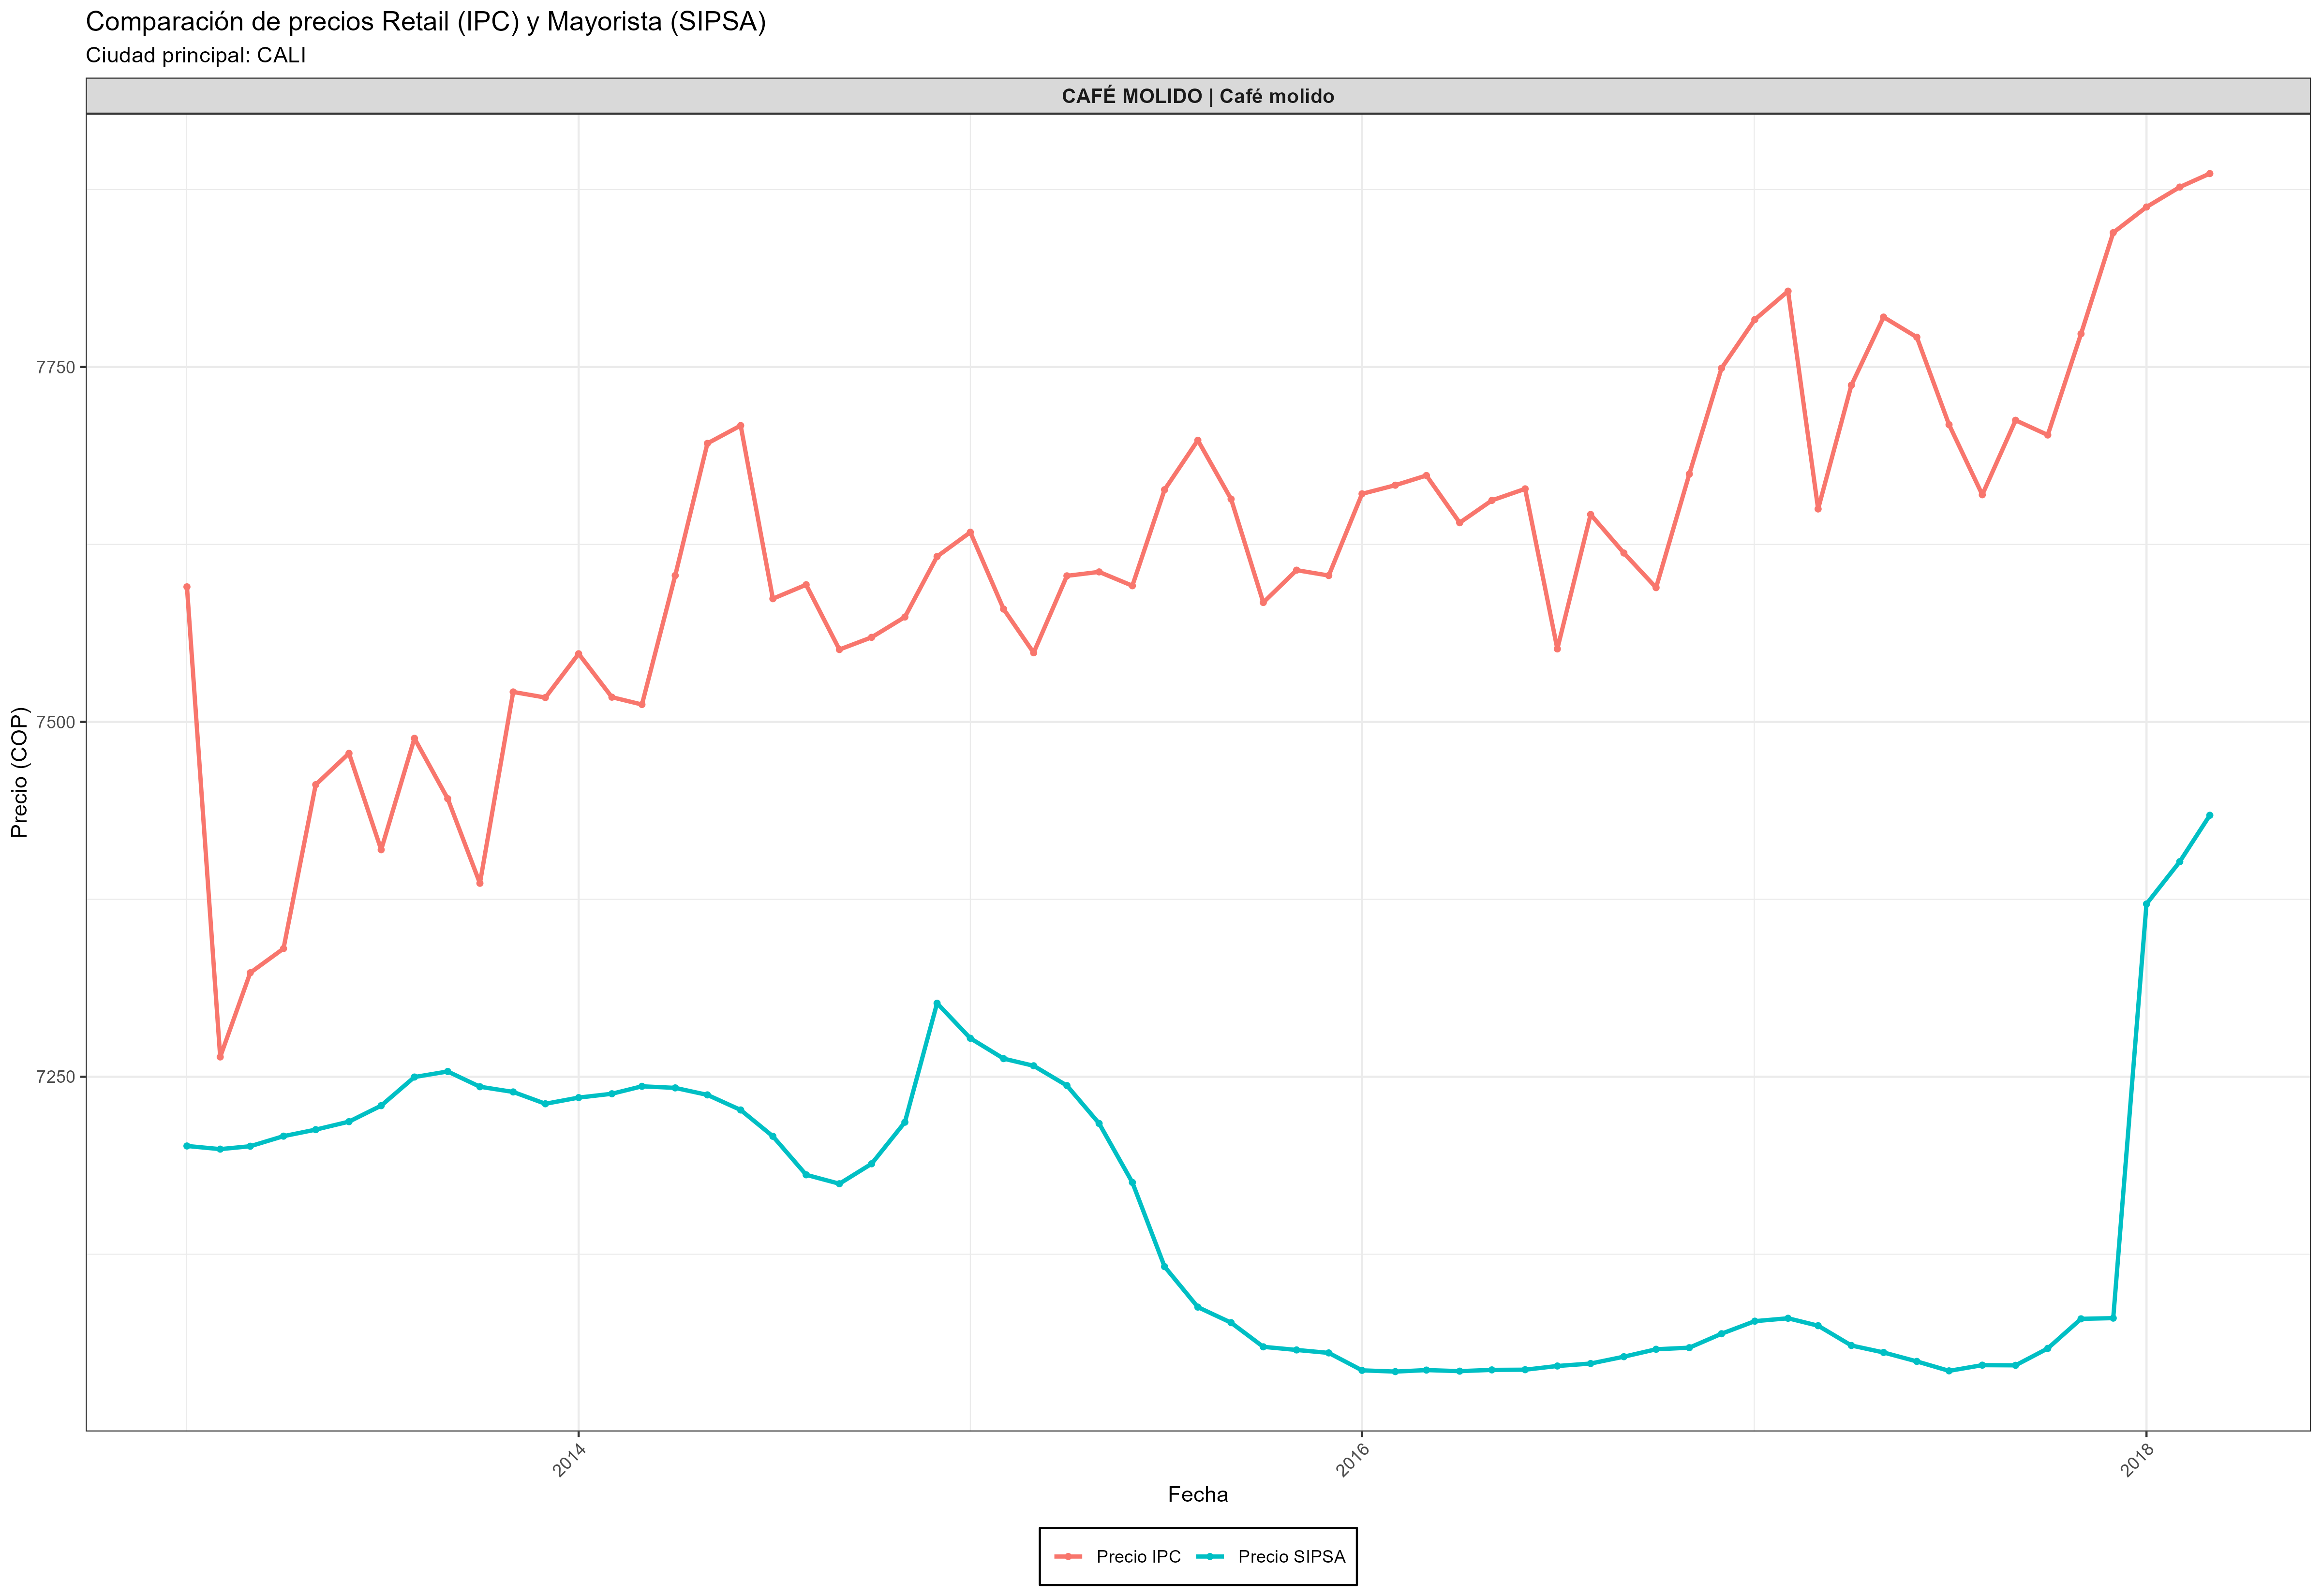 Comparación de precios Retail (IPC) y Mayorista (SIPSA)
Ciudad principal: CALI
CAFÉ MOLIDO | Café molido
Precio (COP)
7750
7500
7250
2014
2016
2018
Fecha
Precio IPC
Precio SIPSA